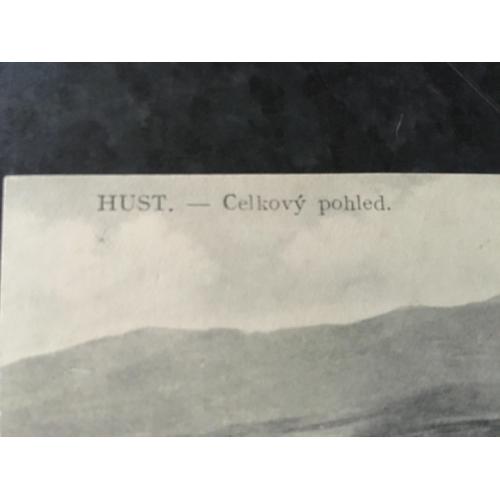 HUST. — Celkový pohled.